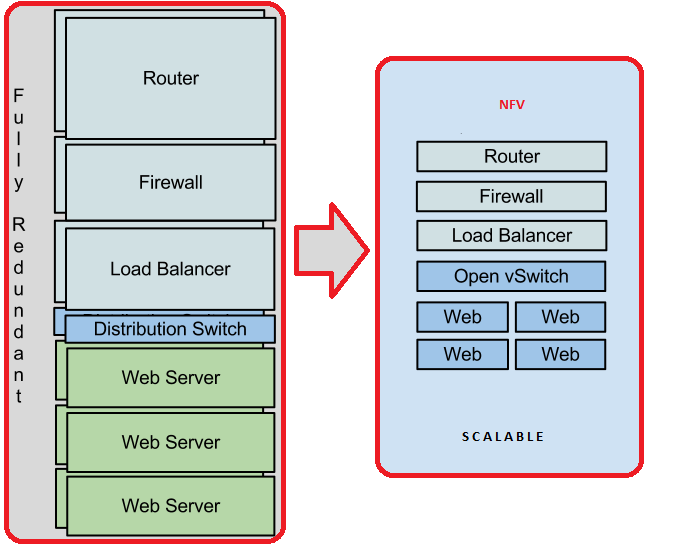 Fully Redundant
Router
Firewall
Load Balancer
Distribution Switch
Web Server
Web Server
Web Server
NFV
Router
Firewall
Load Balancer
Open vSwitch
Web Web
Web Web
SCALABLE